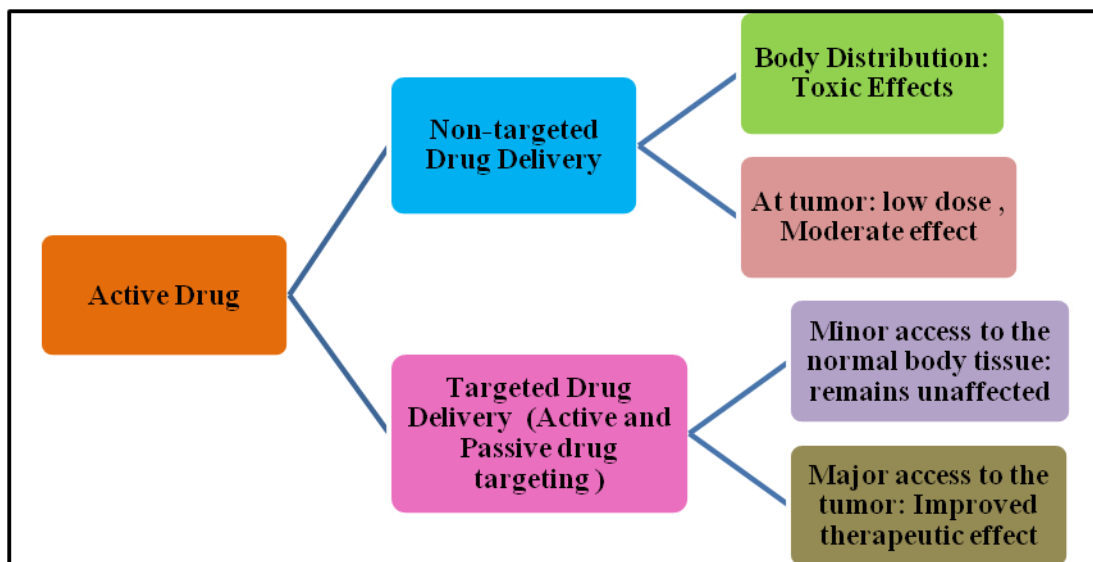 Active Drug
Non-targeted
Drug Delivery
Body Distribution:
Toxic Effects
At tumor: low dose ,
Moderate effect
Targeted Drug
Delivery (Active and
Passive drug
targeting )
Minor access to the
normal body tissue:
remains unaffected
Major access to the
tumor: Improved
therapeutic effect